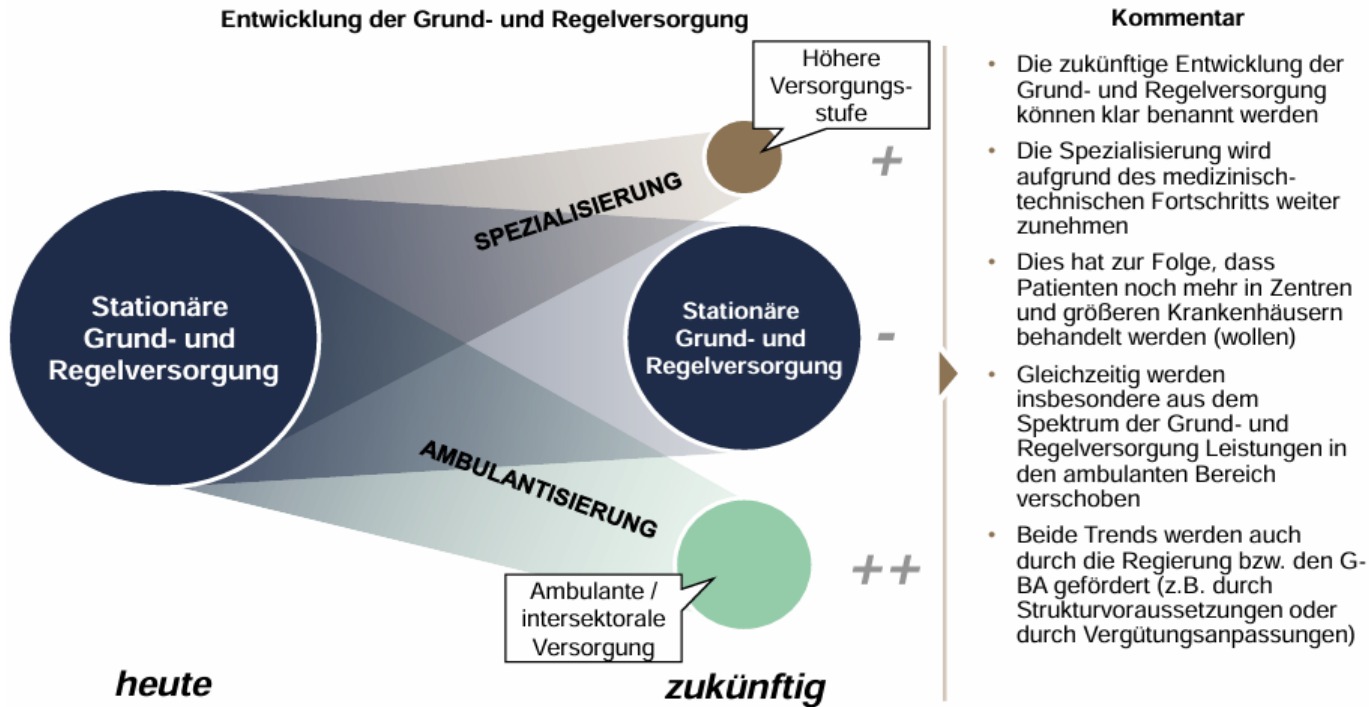 Entwicklung der Grund- und Regelversorgung
Höhere
Versorgungs-
stufe
+
SPEZIALISIERUNG
Stationäre
Grund- und
Regelversorgung
Stationäre
Grund- und
Regelversorgung
-
AMBULANTISIERUNG
++
Ambulante /
intersektorale
Versorgung
heute
zukünftig
Kommentar
• Die zukünftige Entwicklung der
Grund- und Regelversorgung
können klar benannt werden
• Die Spezialisierung wird
aufgrund des medizinisch-
technischen Fortschritts weiter
zunehmen
• Dies hat zur Folge, dass
Patienten noch mehr in Zentren
und größeren Krankenhäusern
behandelt werden (wollen)
• Gleichzeitig werden
insbesondere aus dem
Spektrum der Grund- und
Regelversorgung Leistungen in
den ambulanten Bereich
verschoben
• Beide Trends werden auch
durch die Regierung bzw. den G-
BA gefördert (z.B. durch
Strukturvoraussetzungen oder
durch Vergütungsanpassungen)